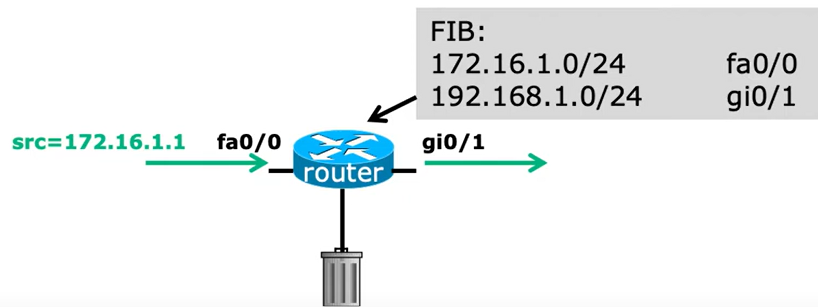 FIB:
172.16.1.0/24 fa0/0
192.168.1.0/24 gi0/1
src=172.16.1.1 fa0/0 gi0/1
router